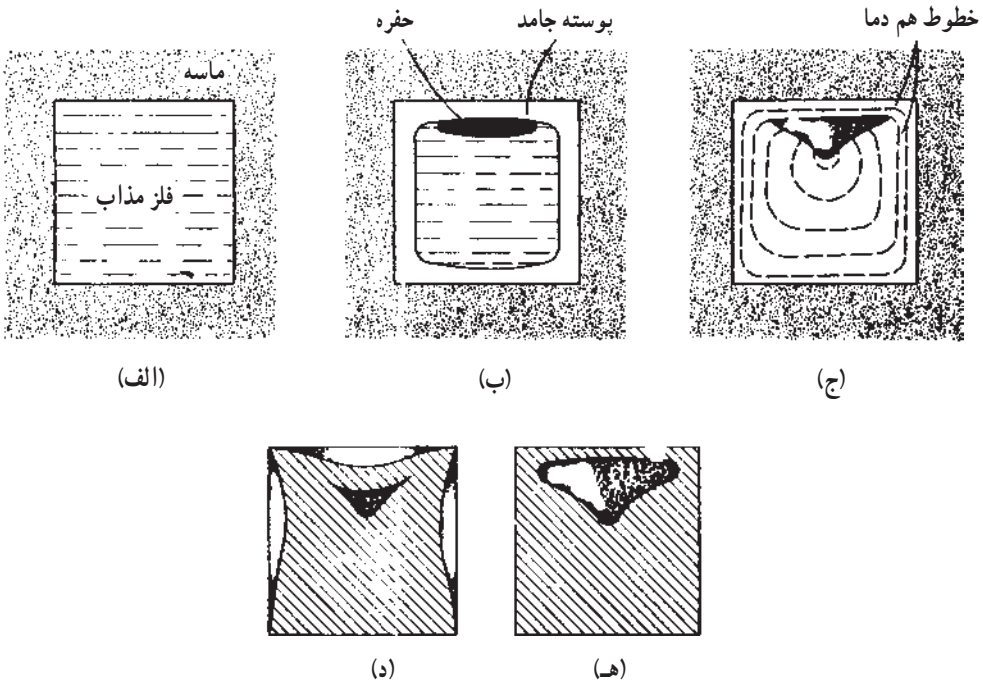 خطوط هم دما
پوسته جامد
حفره
ماسه
فلز مذاب
(الف)
(ب)
(ج)
(د)
(هـ)